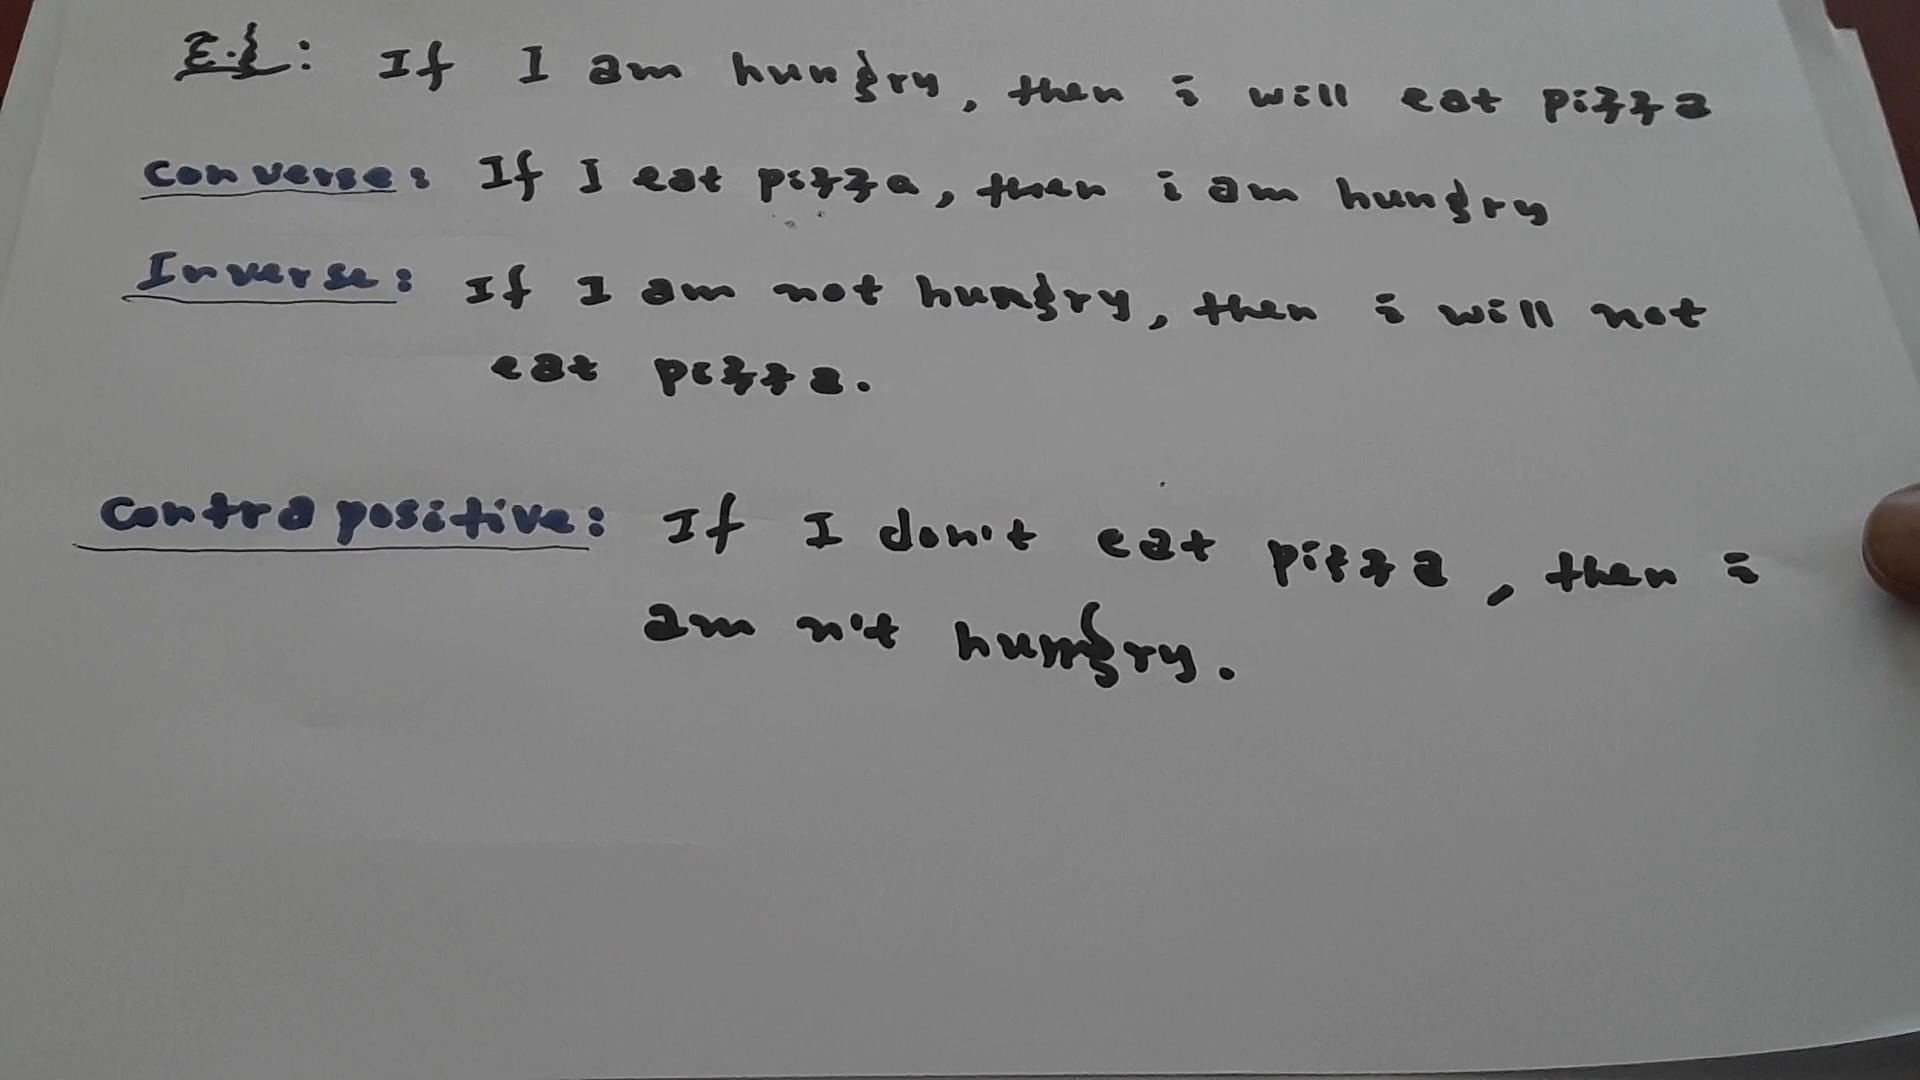 E.g: If I am hungry, then i will eat pizza
Converse: If I eat pizza, then i am hungry
Inverse: If I am not hungry, then i will not
eat pizza.
Contrapositive: If I don't eat pizza, then i
am n't hungry.